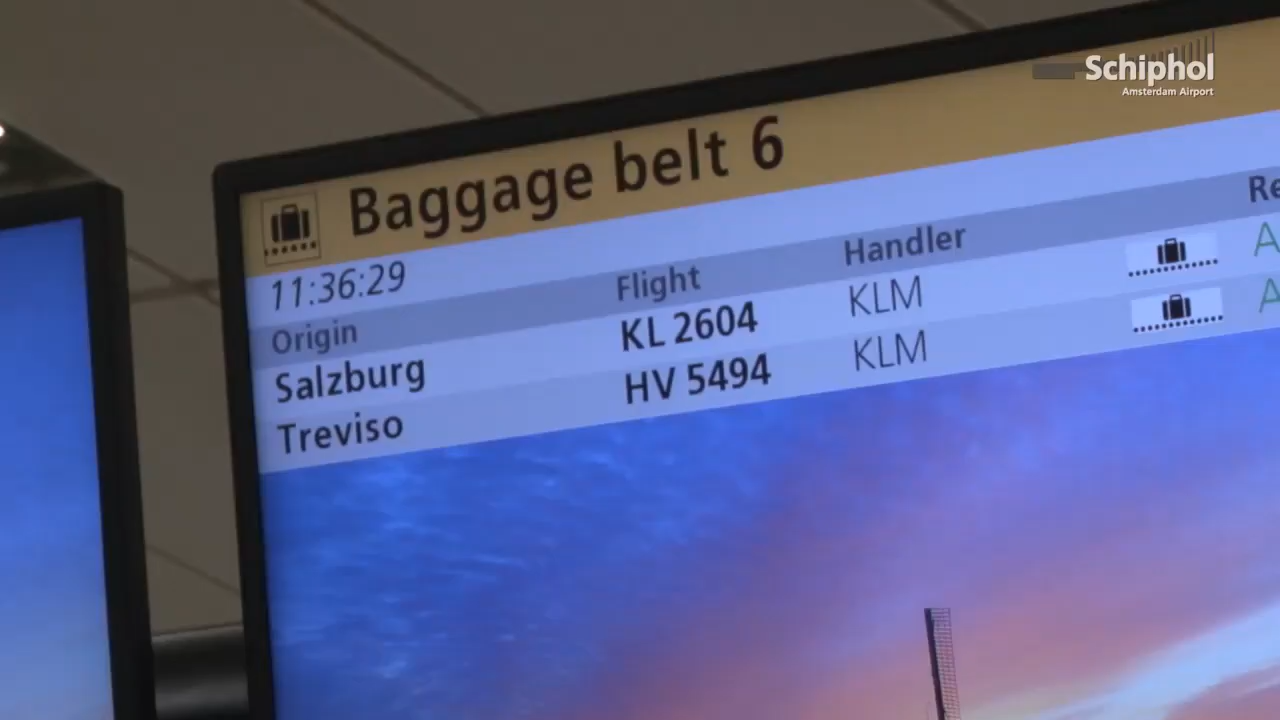 Schiphol
Amsterdam Airport
Baggage belt 6
11:36:29
Origin Flight Handler
Salzburg KL 2604 KLM
Treviso HV 5494 KLM